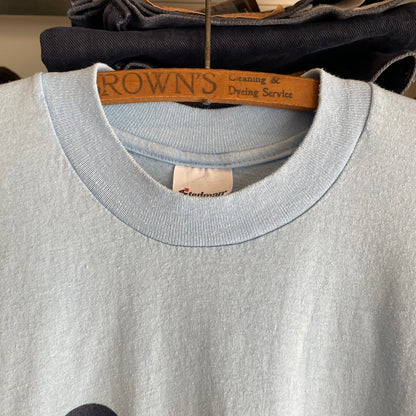 ROWN'S
Cleaning &
Dyeing Service
Stedman